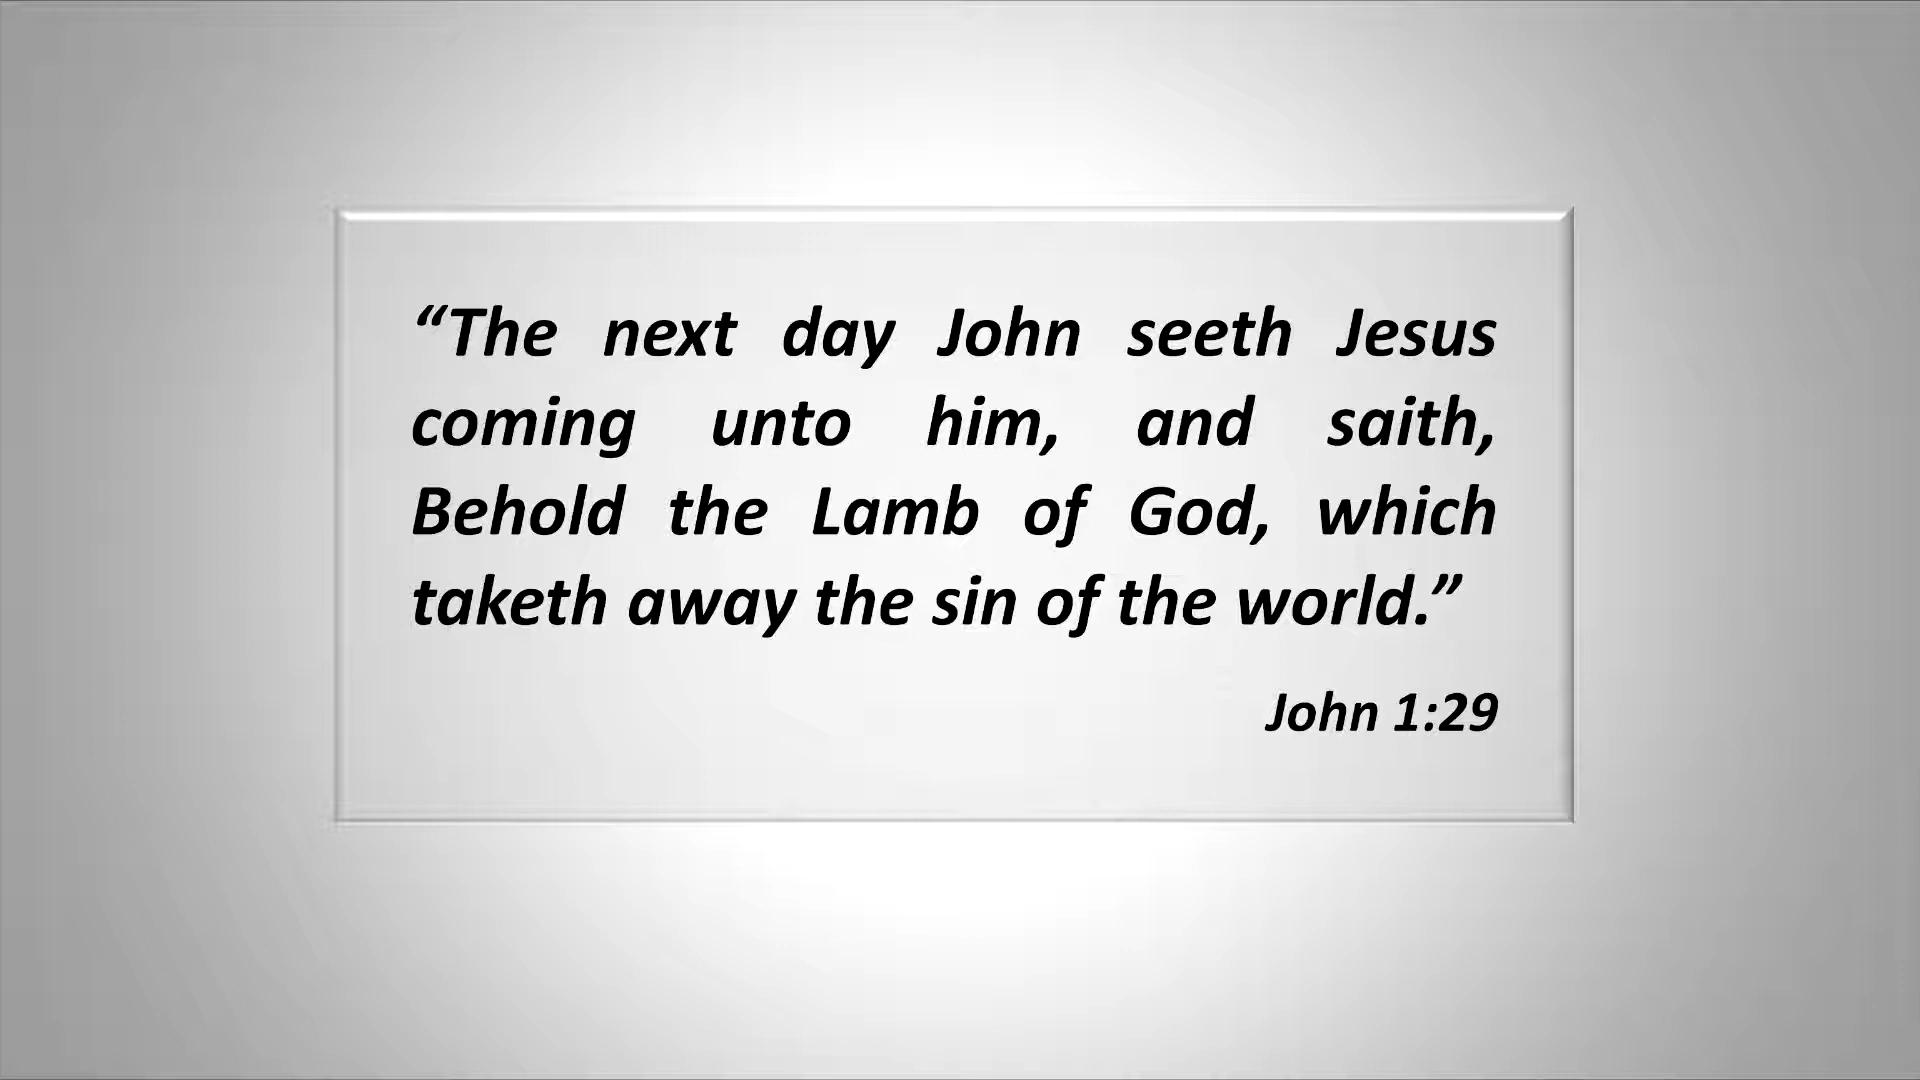 “The next day John seeth Jesus
coming unto him, and saith,
Behold the Lamb of God, which
taketh away the sin of the world.”
John 1:29